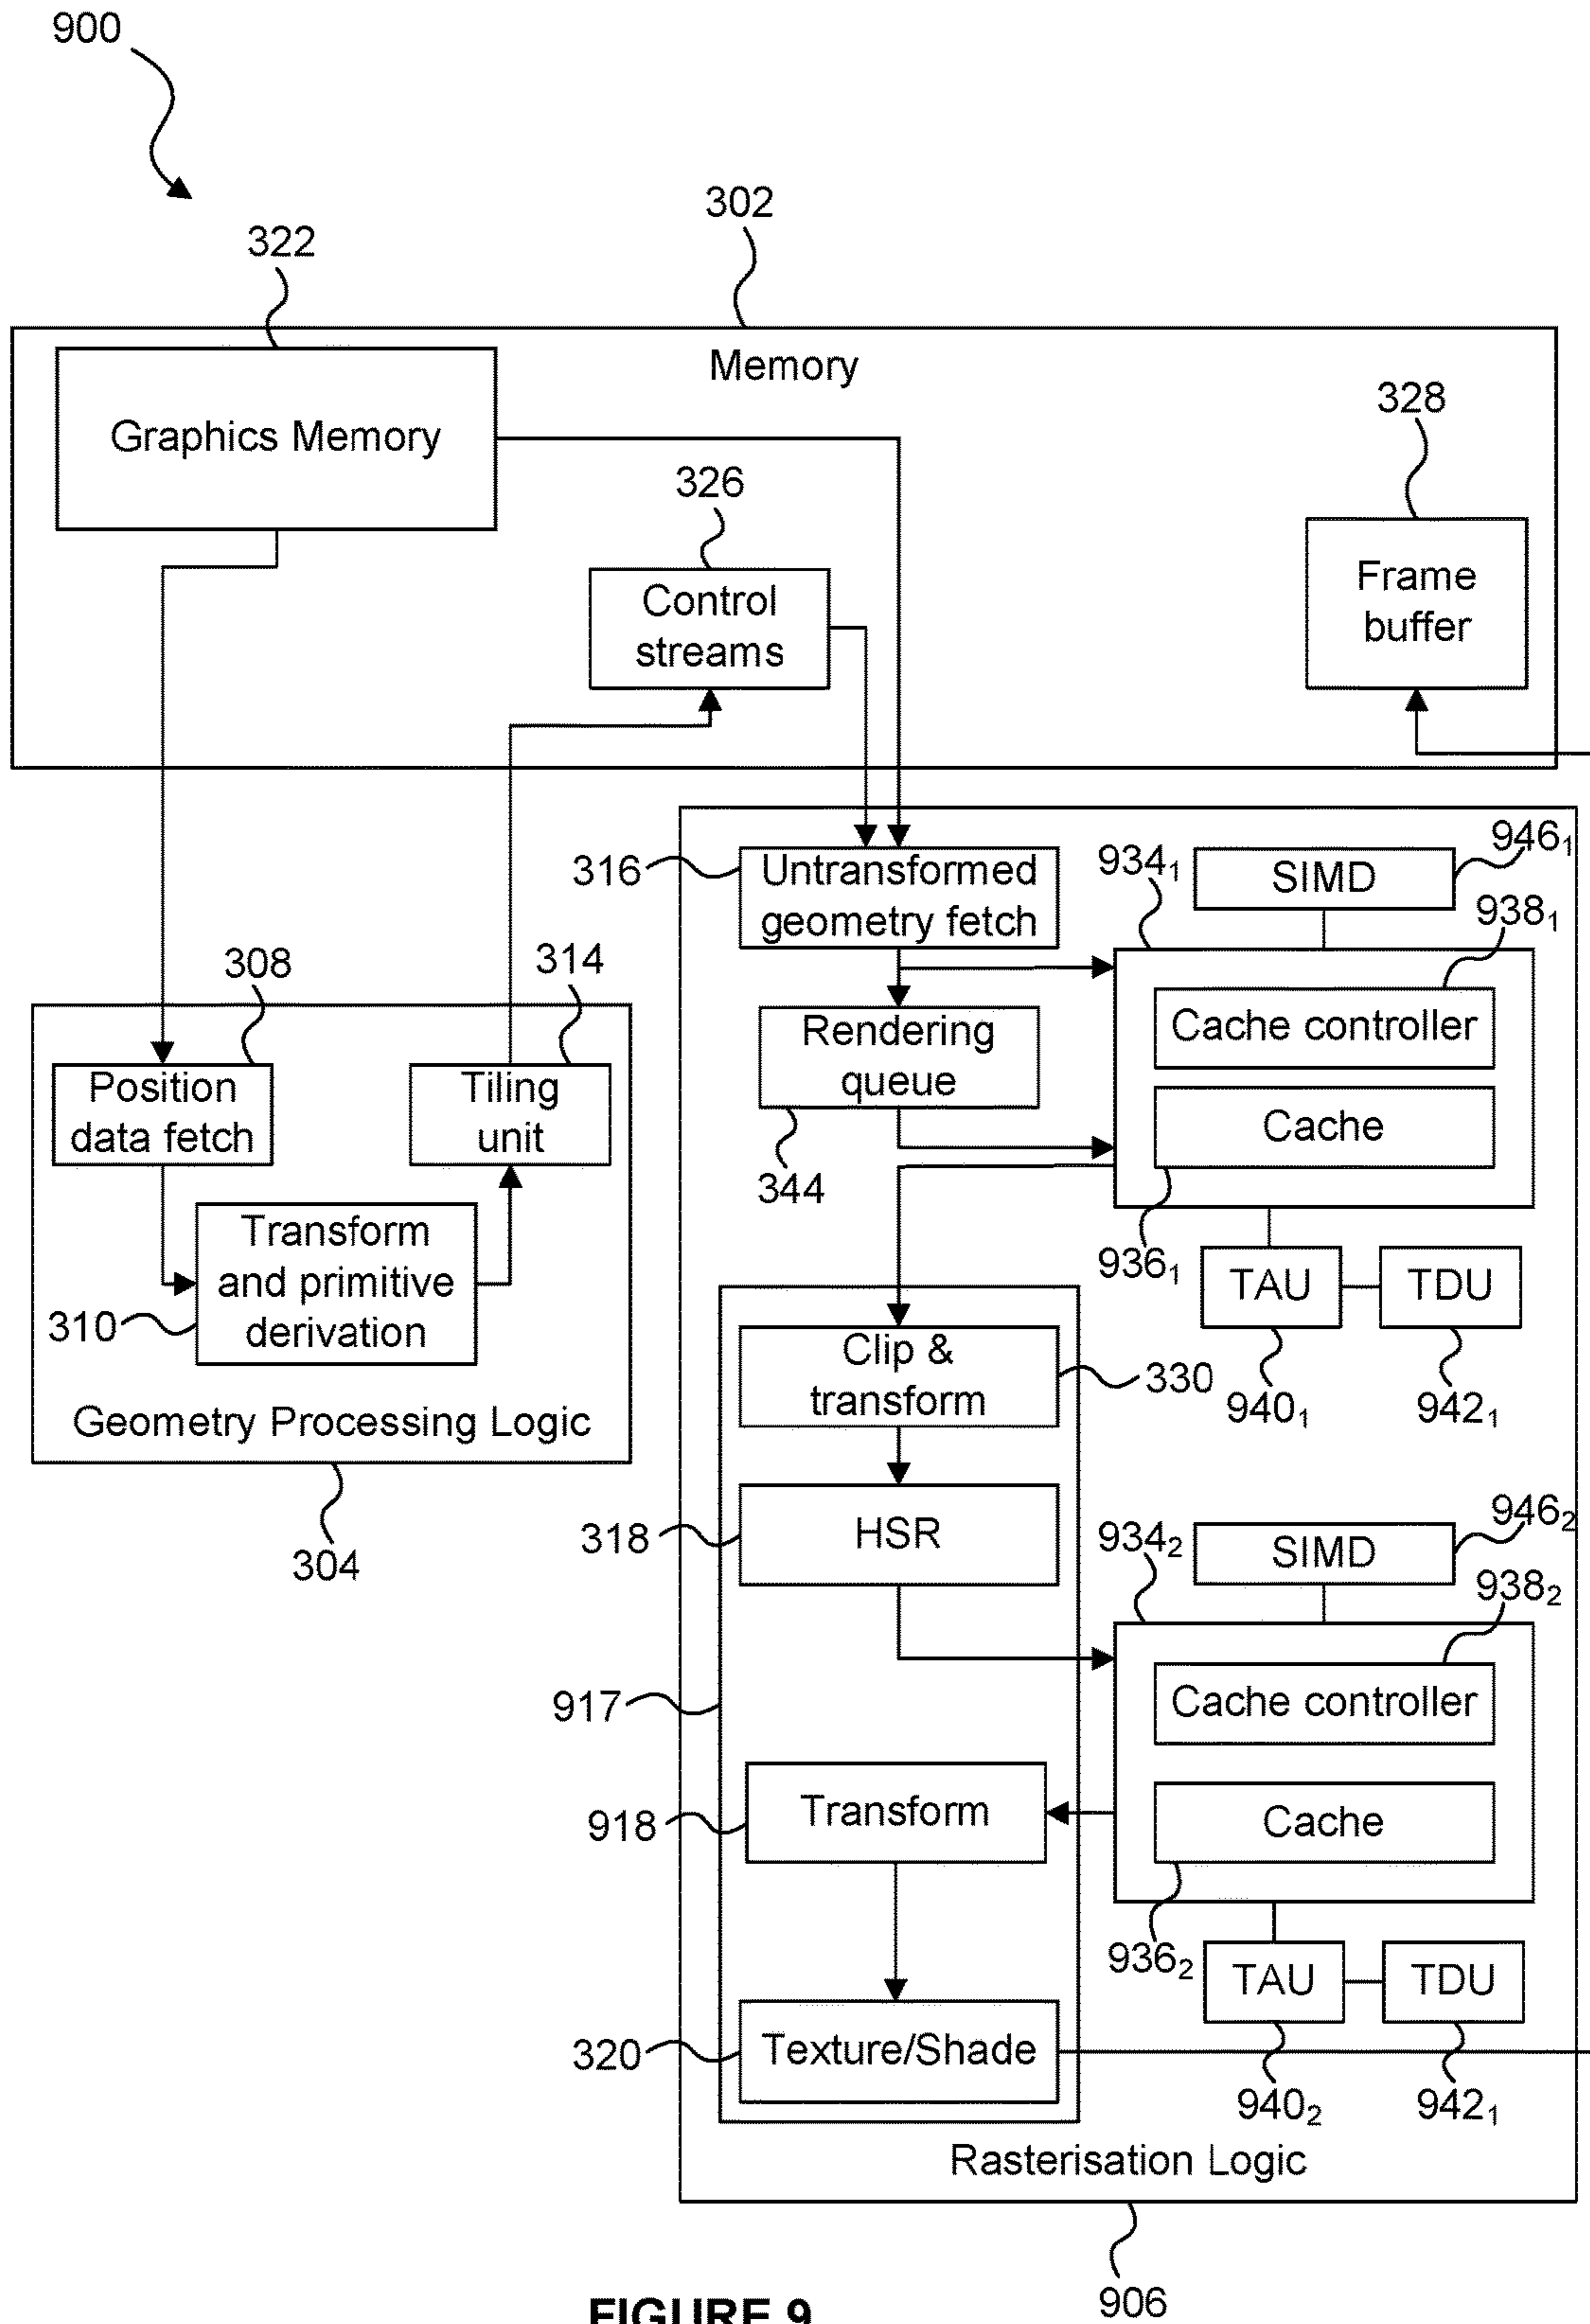 900
302
322
Memory
Graphics Memory
328
326
Control
streams
Frame
buffer
316
Untransformed
geometry fetch
934₁
SIMD
946₁
938₁
308
314
Cache controller
Rendering
queue
Position
data fetch
Tiling
unit
Cache
344
936₁
Transform
and primitive
derivation
310
TAU
TDU
Clip &
transform
330
940₁
942₁
Geometry Processing Logic
304
318
HSR
934₂
SIMD
946₂
938₂
917
Cache controller
918
Transform
Cache
936₂
TAU
TDU
320
Texture/Shade
940₂
942₁
Rasterisation Logic
906
FIGURE 9